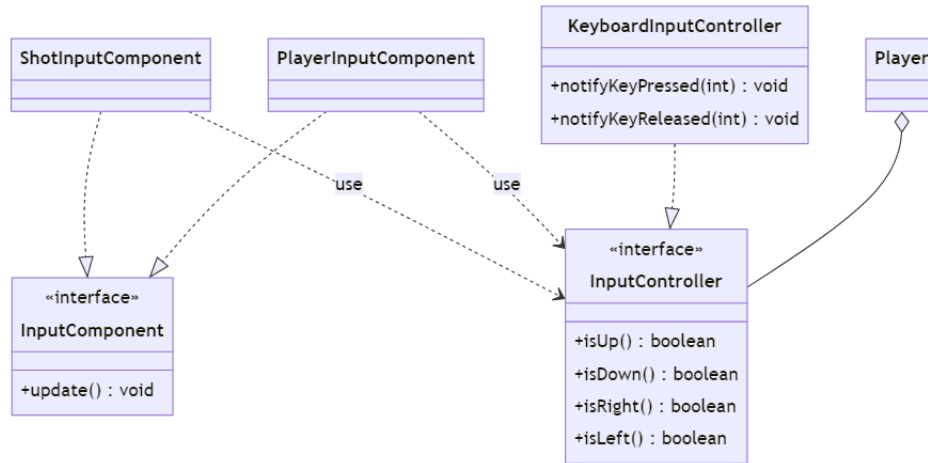 ShotInputComponent
PlayerInputComponent
KeyboardInputController
+notifyKeyPressed(int) : void
+notifyKeyReleased(int) : void
Player
use
use
«interface»
InputComponent
+update() : void
«interface»
InputController
+isUp() : boolean
+isDown() : boolean
+isRight() : boolean
+isLeft() : boolean